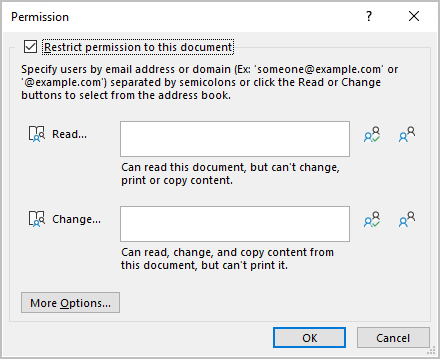 Permission
Restrict permission to this document
Specify users by email address or domain (Ex: 'someone@example.com' or
'@example.com') separated by semicolons or click the Read or Change
buttons to select from the address book.
Read...
Can read this document, but can't change,
print or copy content.
Change...
Can read, change, and copy content from
this document, but can't print it.
More Options...
OK Cancel